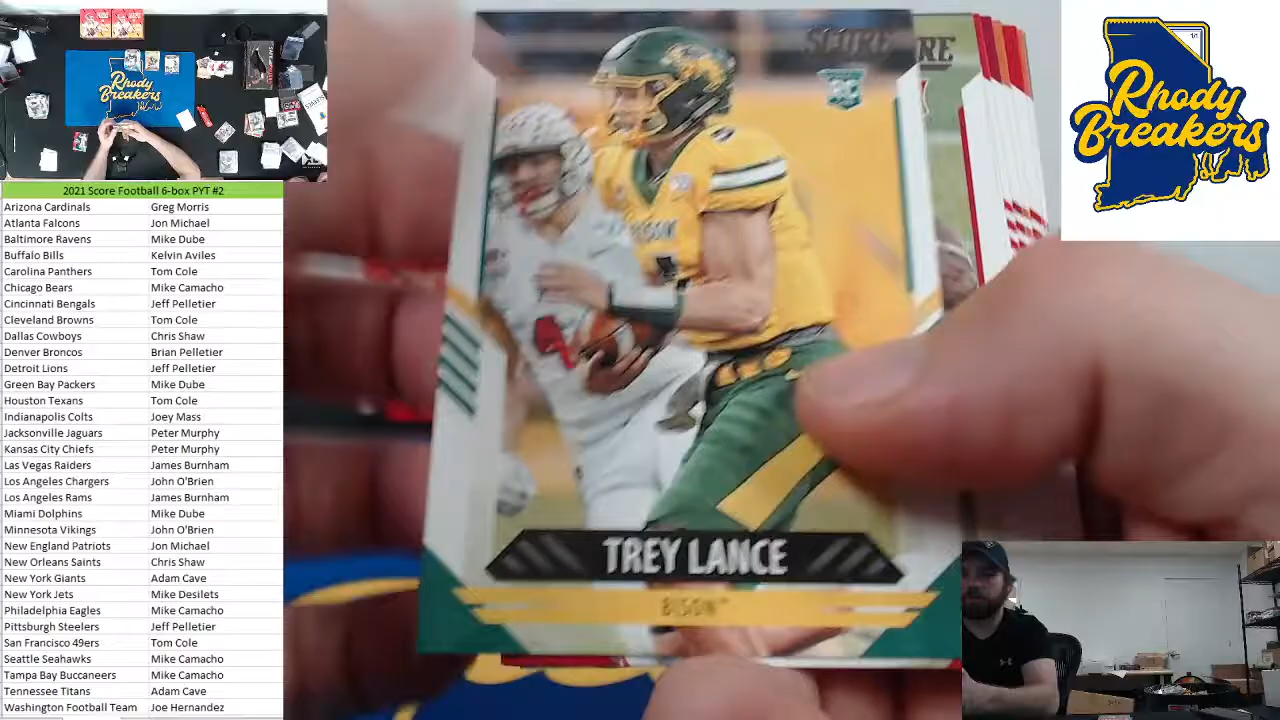 SCORE
RC
BISON
TREY LANCE
BISON™
Rhody
Breakers
1/1
Rhody
Breakers
2021 Score Football 6-box PYT #2
Arizona Cardinals Greg Morris
Atlanta Falcons Jon Michael
Baltimore Ravens Mike Dube
Buffalo Bills Kelvin Aviles
Carolina Panthers Tom Cole
Chicago Bears Mike Camacho
Cincinnati Bengals Jeff Pelletier
Cleveland Browns Tom Cole
Dallas Cowboys Chris Shaw
Denver Broncos Brian Pelletier
Detroit Lions Jeff Pelletier
Green Bay Packers Mike Dube
Houston Texans Tom Cole
Indianapolis Colts Joey Mass
Jacksonville Jaguars Peter Murphy
Kansas City Chiefs Peter Murphy
Las Vegas Raiders James Burnham
Los Angeles Chargers John O'Brien
Los Angeles Rams James Burnham
Miami Dolphins Mike Dube
Minnesota Vikings John O'Brien
New England Patriots Jon Michael
New Orleans Saints Chris Shaw
New York Giants Adam Cave
New York Jets Mike Desilets
Philadelphia Eagles Mike Camacho
Pittsburgh Steelers Jeff Pelletier
San Francisco 49ers Tom Cole
Seattle Seahawks Mike Camacho
Tampa Bay Buccaneers Mike Camacho
Tennessee Titans Adam Cave
Washington Football Team Joe Hernandez